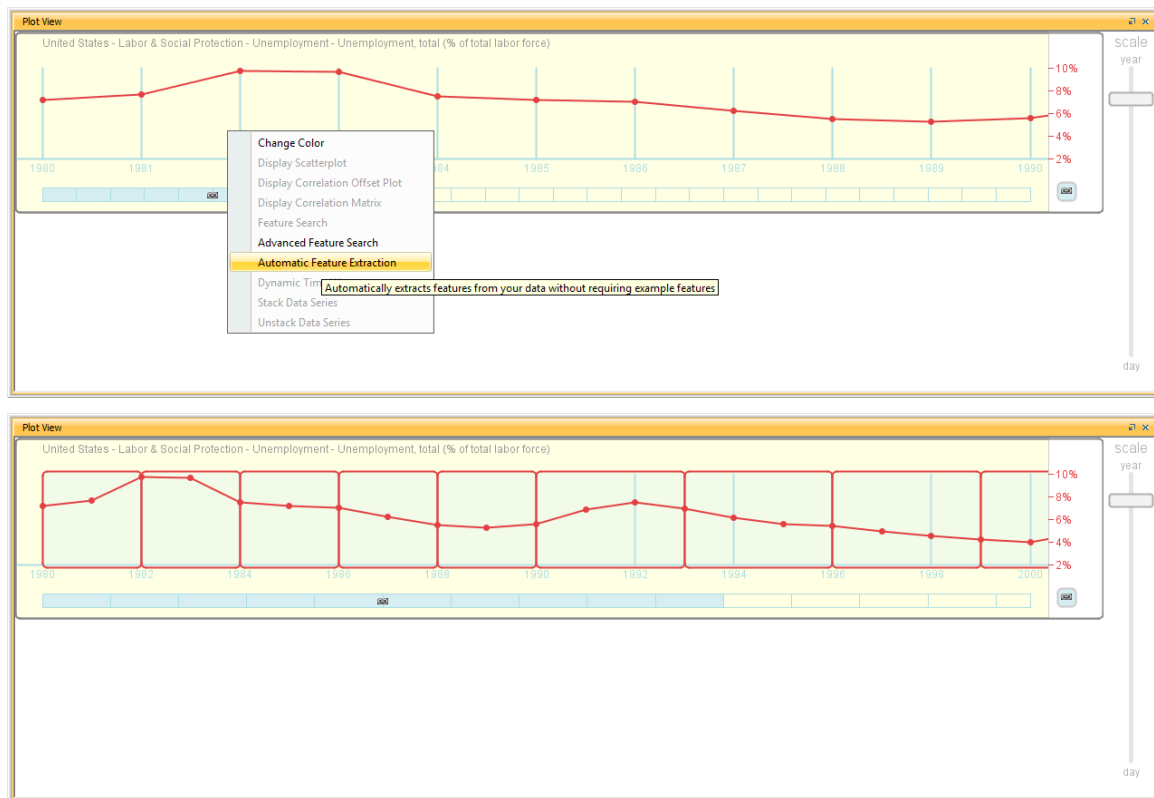 Plot View
United States - Labor & Social Protection - Unemployment - Unemployment, total (% of total labor force)
scale
year
10%
8%
6%
4%
2%
1980 1981 84 1985 1986 1987 1988 1989 1990
Change Color
Display Scatterplot
Display Correlation Offset Plot
Display Correlation Matrix
Feature Search
Advanced Feature Search
Automatic Feature Extraction
Dynamic Tim
Automatically extracts features from your data without requiring example features
Stack Data Series
Unstack Data Series
day
Plot View
United States - Labor & Social Protection - Unemployment - Unemployment, total (% of total labor force)
scale
year
10%
8%
6%
4%
2%
1980 1982 1984 1986 1988 1990 1992 1994 1996 1998 2000
day